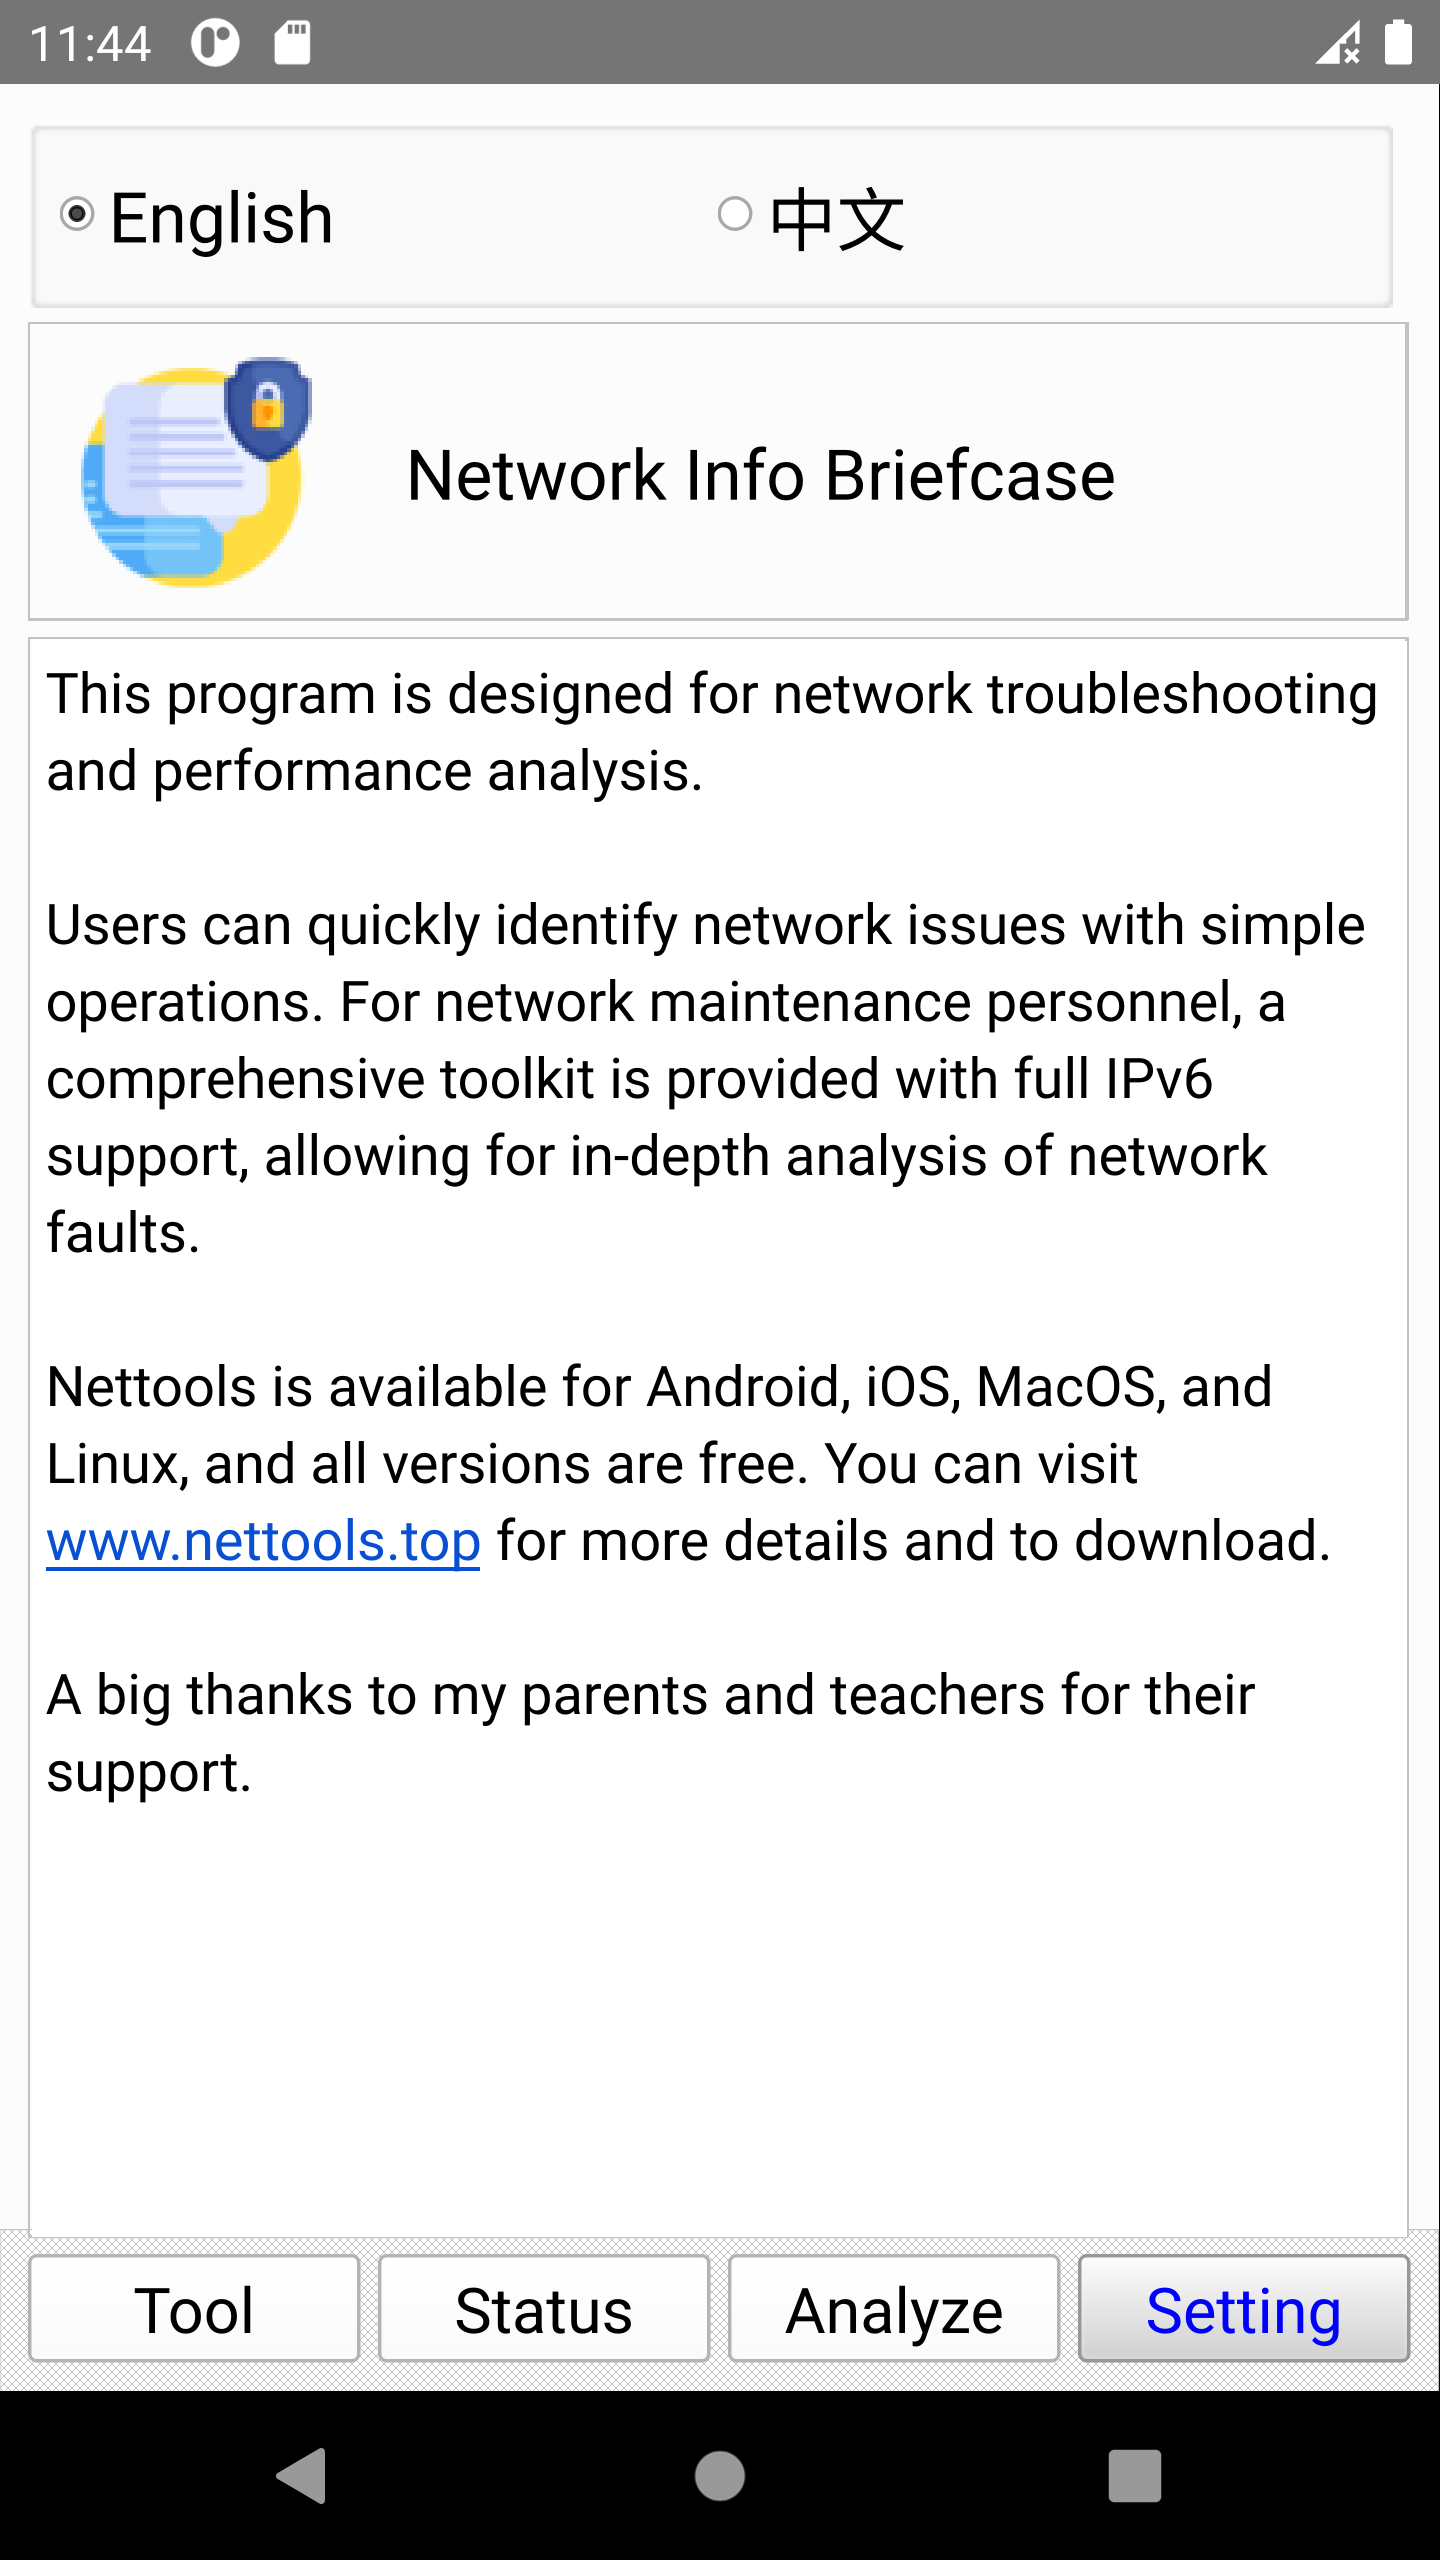 11:44
English
中文
Network Info Briefcase
This program is designed for network troubleshooting
and performance analysis.
Users can quickly identify network issues with simple
operations. For network maintenance personnel, a
comprehensive toolkit is provided with full IPv6
support, allowing for in-depth analysis of network
faults.
Nettools is available for Android, iOS, MacOS, and
Linux, and all versions are free. You can visit
www.nettools.top for more details and to download.
A big thanks to my parents and teachers for their
support.
Tool
Status
Analyze
Setting